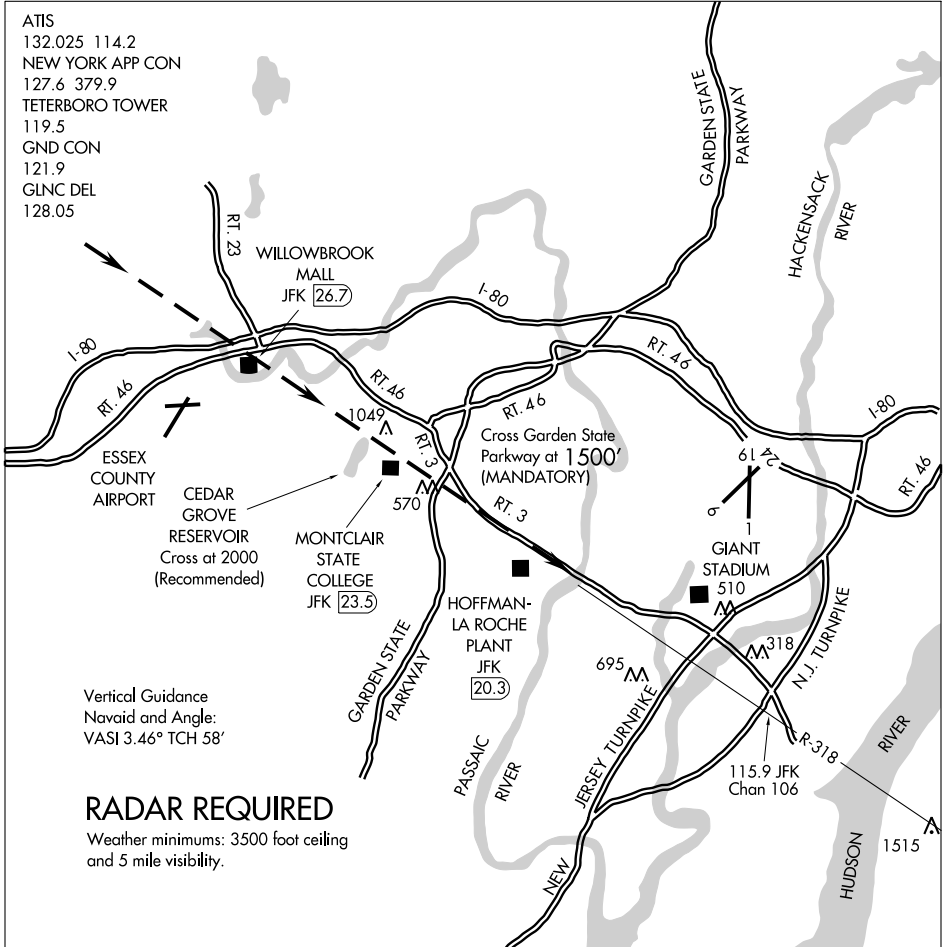 ATIS
132.025 114.2
NEW YORK APP CON
127.6 379.9
TETERBORO TOWER
119.5
GND CON
121.9
GLNC DEL
128.05
GARDEN STATE
PARKWAY
HACKENSACK
RIVER
RT. 23
WILLOWBROOK
MALL
JFK 26.7
I-80
I-80
RT. 46
RT. 46
RT. 46
RT. 46
I-80
RT. 46
1049
RT. 3
Cross Garden State
Parkway at 1500'
(MANDATORY)
RT. 3
ESSEX
COUNTY
AIRPORT
CEDAR
GROVE
RESERVOIR
Cross at 2000
(Recommended)
570
MONTCLAIR
STATE
COLLEGE
JFK 23.5
19
24
6
1
GIANT
STADIUM
510
HOFFMAN-
LA ROCHE
PLANT
JFK
20.3
318
695
N.J. TURNPIKE
GARDEN STATE
PARKWAY
PASSAIC
RIVER
NEW
JERSEY TURNPIKE
R-318
115.9 JFK
Chan 106
HUDSON
RIVER
1515
Vertical Guidance
Navaid and Angle:
VASI 3.46° TCH 58'
RADAR REQUIRED
Weather minimums: 3500 foot ceiling
and 5 mile visibility.